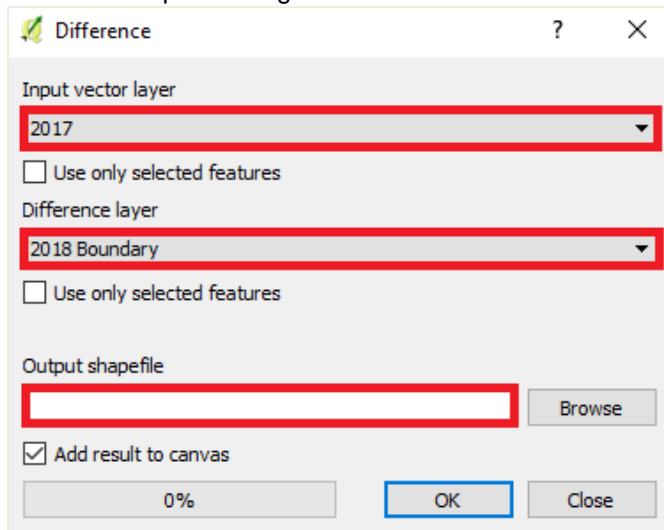 Difference ? ×
Input vector layer
2017
Use only selected features
Difference layer
2018 Boundary
Use only selected features
Output shapefile
Browse
Add result to canvas
0% OK Close